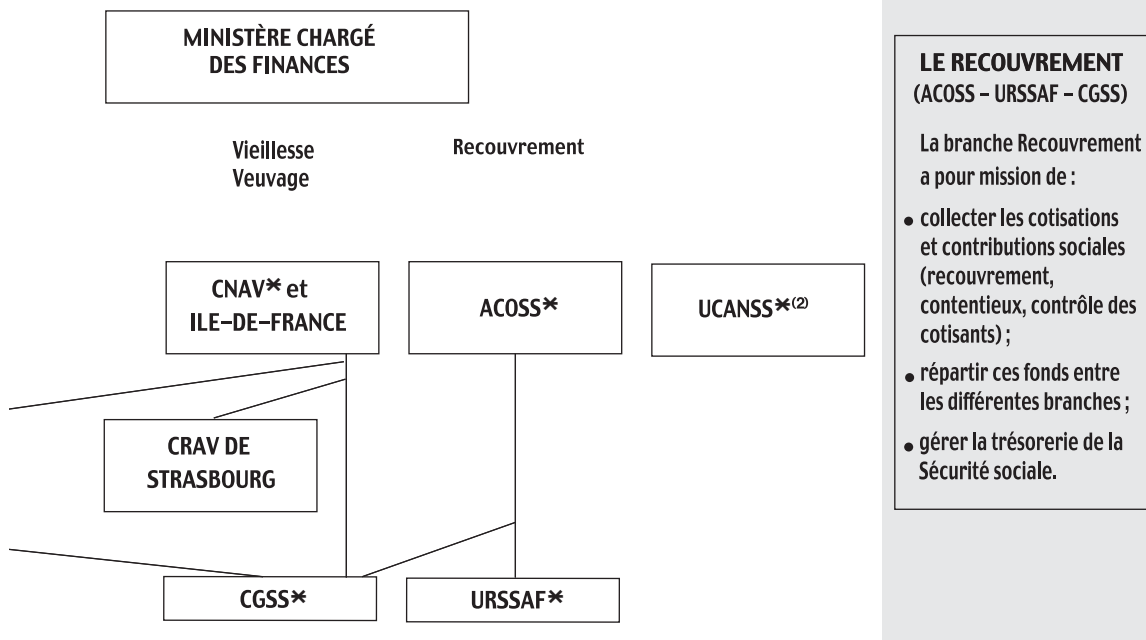 MINISTÈRE CHARGÉ
DES FINANCES
Vieillesse
Veuvage
Recouvrement
CNAV* et
ILE–DE–FRANCE
ACOSS*
UCANSS*(2)
CRAV DE
STRASBOURG
CGSS*
URSSAF*
LE RECOUVREMENT
(ACOSS – URSSAF – CGSS)
La branche Recouvrement
a pour mission de :
● collecter les cotisations
et contributions sociales
(recouvrement,
contentieux, contrôle des
cotisants) ;
● répartir ces fonds entre
les différentes branches ;
● gérer la trésorerie de la
Sécurité sociale.